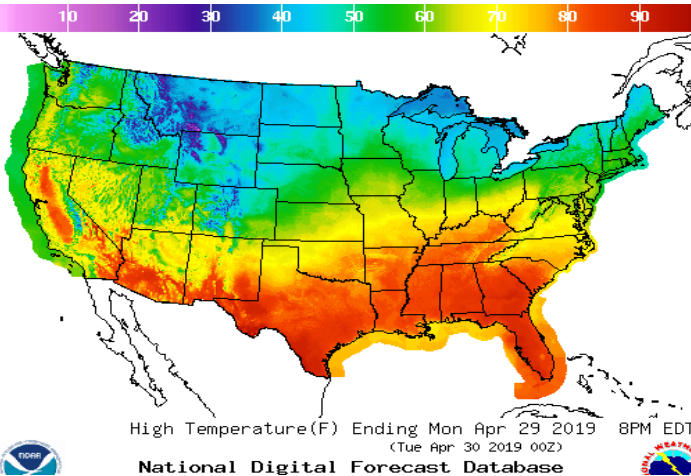 10 20 30 40 50 60 70 80 90
High Temperature(F) Ending Mon Apr 29 2019 8PM EDT
(Tue Apr 30 2019 00Z)
National Digital Forecast Database
noaa